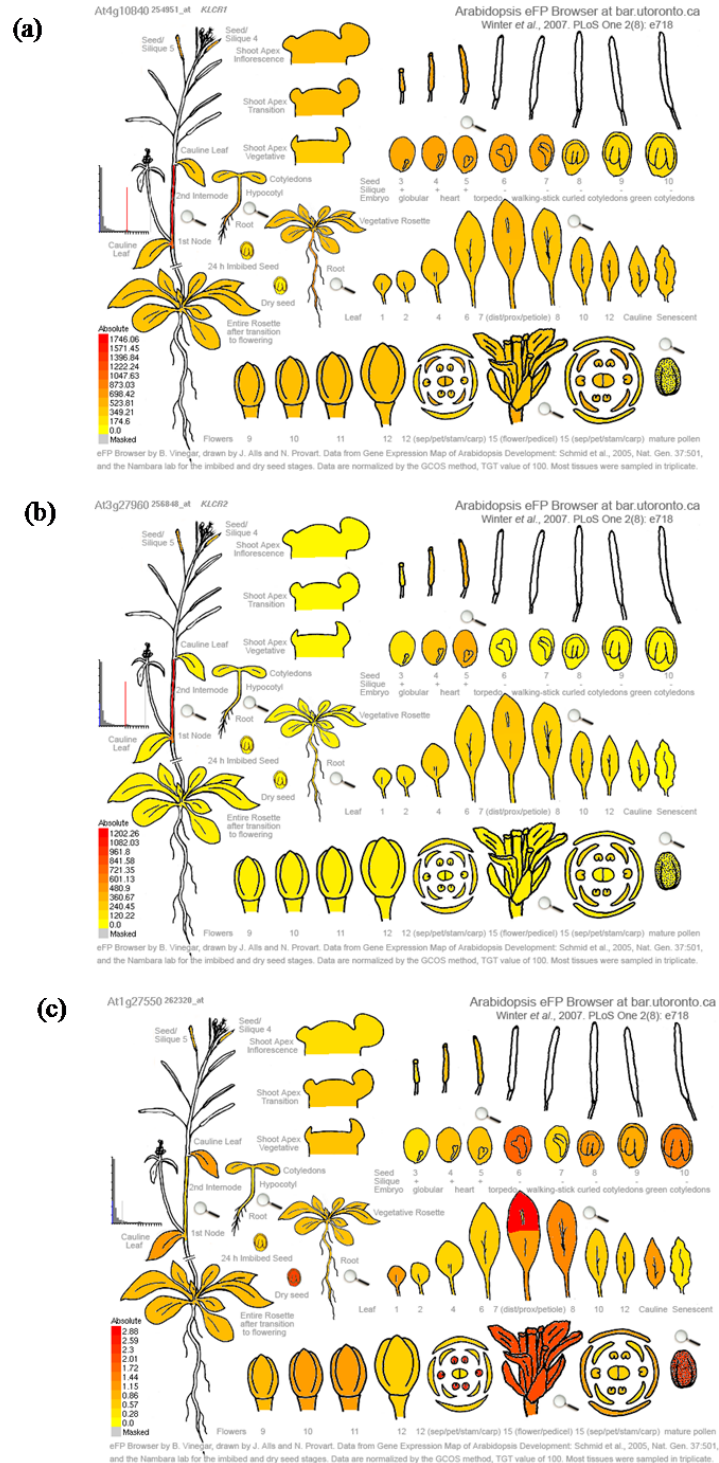 (a)
At4g10840 254951_at KLCR1
Arabidopsis eFP Browser at bar.utoronto.ca
Winter et al., 2007. PLoS One 2(8): e718
Seed/
Silique 5
Seed/
Silique 4
Shoot Apex
Inflorescence
Shoot Apex
Transition
Shoot Apex
Vegetative
Cauline Leaf
2nd Internode
Cotyledons
Hypocotyl
Root
1st Node
Cauline
Leaf
24 h Imbibed Seed
Dry seed
Root
Vegetative Rosette
Entire Rosette
after transition
to flowering
Seed 3 4 5 6 7 8 9 10
Silique + + + - - - - -
Embryo globular heart torpedo walking-stick curled cotyledons green cotyledons
Leaf 1 2 4 6 7 (dist/prox/petiole) 8 10 12 Cauline Senescent
Absolute
1746.06
1571.45
1396.84
1222.24
1047.63
873.03
698.42
523.81
349.21
174.6
0.0
Masked
Flowers 9 10 11 12 12 (sep/pet/stam/carp) 15 (flower/pedicel) 15 (sep/pet/stam/carp) mature pollen
eFP Browser by B. Vinegar, drawn by J. Alls and N. Provart. Data from Gene Expression Map of Arabidopsis Development: Schmid et al., 2005, Nat. Gen. 37:501,
and the Nambara lab for the imbibed and dry seed stages. Data are normalized by the GCOS method, TGT value of 100. Most tissues were sampled in triplicate.
(b)
At3g27960 256848_at KLCR2
Arabidopsis eFP Browser at bar.utoronto.ca
Winter et al., 2007. PLoS One 2(8): e718
Seed/
Silique 5
Seed/
Silique 4
Shoot Apex
Inflorescence
Shoot Apex
Transition
Shoot Apex
Vegetative
Cauline Leaf
2nd Internode
Cotyledons
Hypocotyl
Root
1st Node
Cauline
Leaf
24 h Imbibed Seed
Dry seed
Root
Vegetative Rosette
Entire Rosette
after transition
to flowering
Seed 3 4 5 6 7 8 9 10
Silique + + + - - - - -
Embryo globular heart torpedo walking-stick curled cotyledons green cotyledons
Leaf 1 2 4 6 7 (dist/prox/petiole) 8 10 12 Cauline Senescent
Absolute
1202.26
1082.03
961.8
841.58
721.35
601.13
480.9
360.67
240.45
120.22
0.0
Masked
Flowers 9 10 11 12 12 (sep/pet/stam/carp) 15 (flower/pedicel) 15 (sep/pet/stam/carp) mature pollen
eFP Browser by B. Vinegar, drawn by J. Alls and N. Provart. Data from Gene Expression Map of Arabidopsis Development: Schmid et al., 2005, Nat. Gen. 37:501,
and the Nambara lab for the imbibed and dry seed stages. Data are normalized by the GCOS method, TGT value of 100. Most tissues were sampled in triplicate.
(c)
At1g27550 262320_at
Arabidopsis eFP Browser at bar.utoronto.ca
Winter et al., 2007. PLoS One 2(8): e718
Seed/
Silique 5
Seed/
Silique 4
Shoot Apex
Inflorescence
Shoot Apex
Transition
Shoot Apex
Vegetative
Cauline Leaf
2nd Internode
Cotyledons
Hypocotyl
Root
1st Node
Cauline
Leaf
24 h Imbibed Seed
Dry seed
Root
Vegetative Rosette
Entire Rosette
after transition
to flowering
Seed 3 4 5 6 7 8 9 10
Silique + + + - - - - -
Embryo globular heart torpedo walking-stick curled cotyledons green cotyledons
Leaf 1 2 4 6 7 (dist/prox/petiole) 8 10 12 Cauline Senescent
Absolute
2.88
2.59
2.3
2.01
1.72
1.44
1.15
0.86
0.57
0.28
0.0
Masked
Flowers 9 10 11 12 12 (sep/pet/stam/carp) 15 (flower/pedicel) 15 (sep/pet/stam/carp) mature pollen
eFP Browser by B. Vinegar, drawn by J. Alls and N. Provart. Data from Gene Expression Map of Arabidopsis Development: Schmid et al., 2005, Nat. Gen. 37:501,
and the Nambara lab for the imbibed and dry seed stages. Data are normalized by the GCOS method, TGT value of 100. Most tissues were sampled in triplicate.